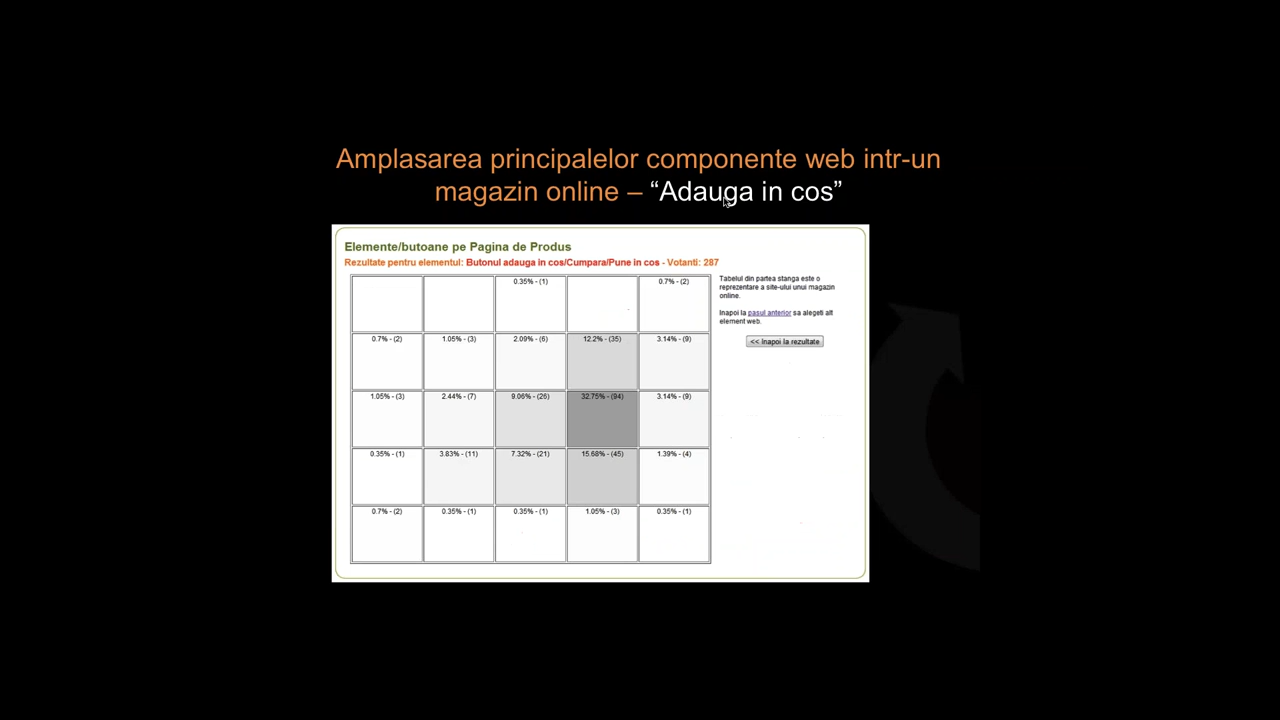 Amplasarea principalelor componente web intr-un
magazin online – “Adauga in cos”
Elemente/butoane pe Pagina de Produs
Rezultate pentru elementul: Butonul adauga in cos/Cumpara/Pune in cos - Votanti: 287
0.35% - (1) 0.7% - (2)
0.7% - (2) 1.05% - (3) 2.09% - (6) 12.2% - (35) 3.14% - (9)
1.05% - (3) 2.44% - (7) 9.06% - (26) 32.75% - (94) 3.14% - (9)
0.35% - (1) 3.83% - (11) 7.32% - (21) 15.68% - (45) 1.39% - (4)
0.7% - (2) 0.35% - (1) 0.35% - (1) 1.05% - (3) 0.35% - (1)
Tabelul din partea stanga este o
reprezentare a site-ului unui magazin
online.
Inapoi la pasul anterior sa alegeti alt
element web.
<< Inapoi la rezultate